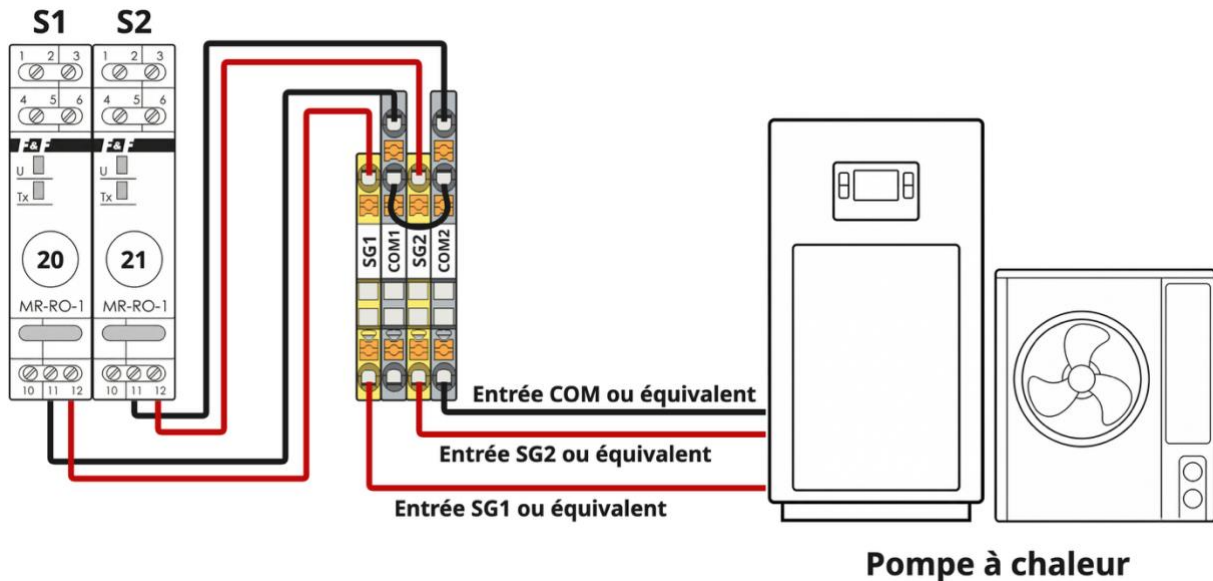 S1 S2
1 2 3 1 2 3
4 5 6 4 5 6
F&F F&F
U U
Tx Tx
20 21
MR-RO-1 MR-RO-1
10 11 12 10 11 12
SG1 COM1 SG2 COM2
Entrée COM ou équivalent
Entrée SG2 ou équivalent
Entrée SG1 ou équivalent
Pompe à chaleur